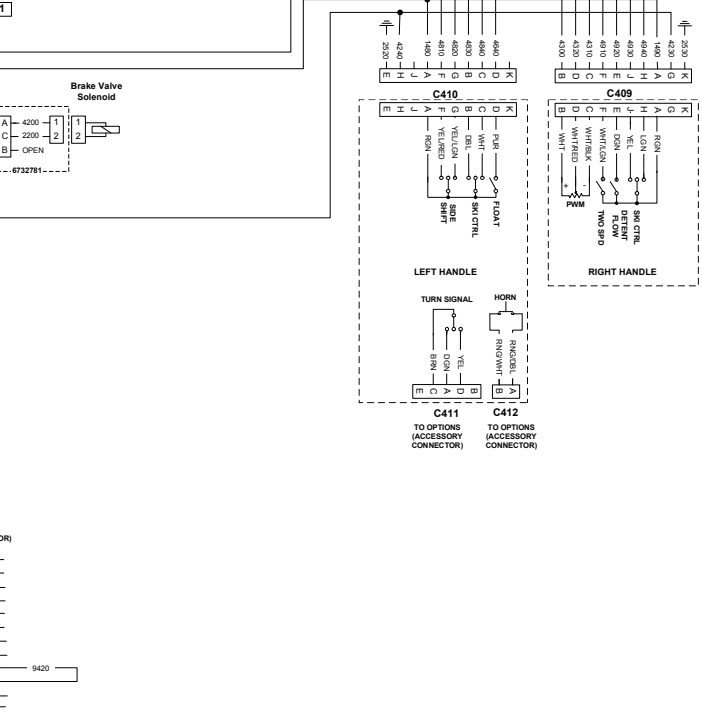 1
2520
4240
1480
4810
4820
4830
4840
4640
4300
4320
4310
4910
4920
4930
4940
1490
4230
2530
E H J A F G B C D K
B D C F E J H A G K
C410
C409
E H J A F G B C D K
B D C F E J H A G K
RGN
YEL/RED
YEL/LGN
DBL
WHT
PUR
WHT
WHT/RED
WHT/BLK
WHT/LGN
DGN
YEL
LGN
RGN
+ -
PWM
SIDE
SHIFT
SKI CTRL
FLOAT
TWO SPD
DETENT
FLOW
SKI CTRL
LEFT HANDLE
RIGHT HANDLE
Brake Valve
Solenoid
A 4200 1 1
C 2200 2 2
B OPEN
6732781
TURN SIGNAL
HORN
BRN
DGN
YEL
RNG/WHT
RNG/DBL
E C A D B
B A
C411
C412
TO OPTIONS
(ACCESSORY
CONNECTOR)
TO OPTIONS
(ACCESSORY
CONNECTOR)
OR)
9420